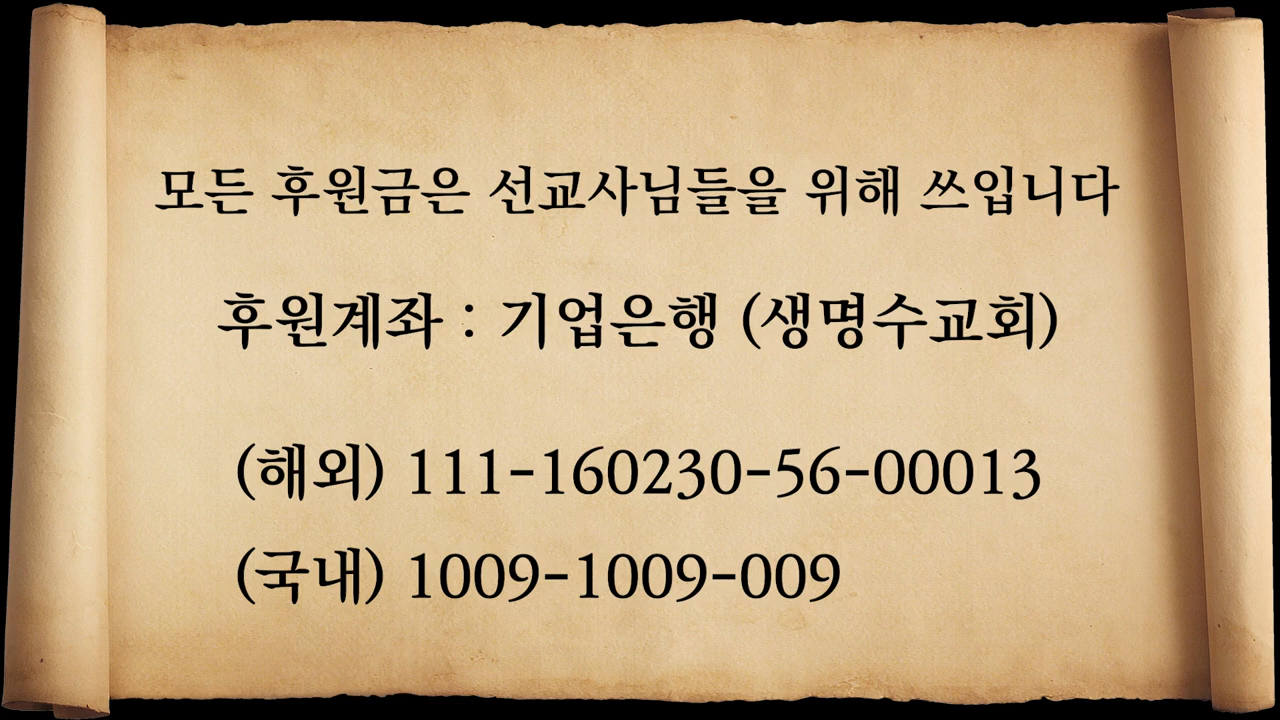 모든 후원금은 선교사님들을 위해 쓰입니다
후원계좌 : 기업은행 (생명수교회)
(해외) 111-160230-56-00013
(국내) 1009-1009-009